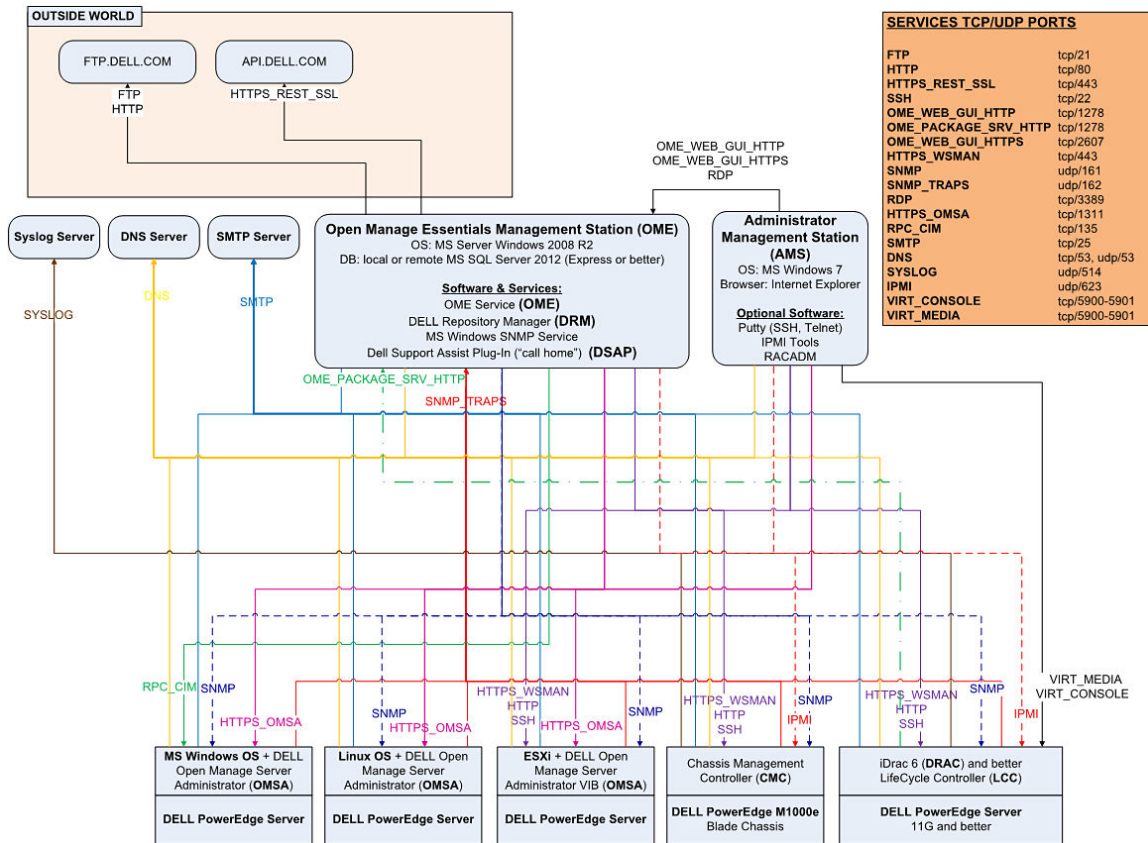 OUTSIDE WORLD
FTP.DELL.COM
API.DELL.COM
FTP
HTTP
HTTPS_REST_SSL
SERVICES TCP/UDP PORTS
FTP tcp/21
HTTP tcp/80
HTTPS_REST_SSL tcp/443
SSH tcp/22
OME_WEB_GUI_HTTP tcp/1278
OME_PACKAGE_SRV_HTTP tcp/1278
OME_WEB_GUI_HTTPS tcp/2607
HTTPS_WSMAN tcp/443
SNMP udp/161
SNMP_TRAPS udp/162
RDP tcp/3389
HTTPS_OMSA tcp/1311
RPC_CIM tcp/135
SMTP tcp/25
DNS tcp/53, udp/53
SYSLOG udp/514
IPMI udp/623
VIRT_CONSOLE tcp/5900-5901
VIRT_MEDIA tcp/5900-5901
OME_WEB_GUI_HTTP
OME_WEB_GUI_HTTPS
RDP
Syslog Server
DNS Server
SMTP Server
Open Manage Essentials Management Station (OME)
OS: MS Server Windows 2008 R2
DB: local or remote MS SQL Server 2012 (Express or better)
Software & Services:
OME Service (OME)
DELL Repository Manager (DRM)
MS Windows SNMP Service
Dell Support Assist Plug-In ("call home") (DSAP)
Administrator
Management Station
(AMS)
OS: MS Windows 7
Browser: Internet Explorer
Optional Software:
Putty (SSH, Telnet)
IPMI Tools
RACADM
SYSLOG
DNS
SMTP
OME_PACKAGE_SRV_HTTP
SNMP_TRAPS
RPC_CIM
SNMP
HTTPS_OMSA
SNMP
HTTPS_OMSA
HTTPS_WSMAN
HTTP
SSH
HTTPS_OMSA
SNMP
HTTPS_WSMAN
HTTP
SSH
IPMI
SNMP
HTTPS_WSMAN
HTTP
SSH
SNMP
IPMI
VIRT_MEDIA
VIRT_CONSOLE
MS Windows OS + DELL
Open Manage Server
Administrator (OMSA)
DELL PowerEdge Server
Linux OS + DELL Open
Manage Server
Administrator (OMSA)
DELL PowerEdge Server
ESXi + DELL Open
Manage Server
Administrator VIB (OMSA)
DELL PowerEdge Server
Chassis Management
Controller (CMC)
DELL PowerEdge M1000e
Blade Chassis
iDrac 6 (DRAC) and better
LifeCycle Controller (LCC)
DELL PowerEdge Server
11G and better